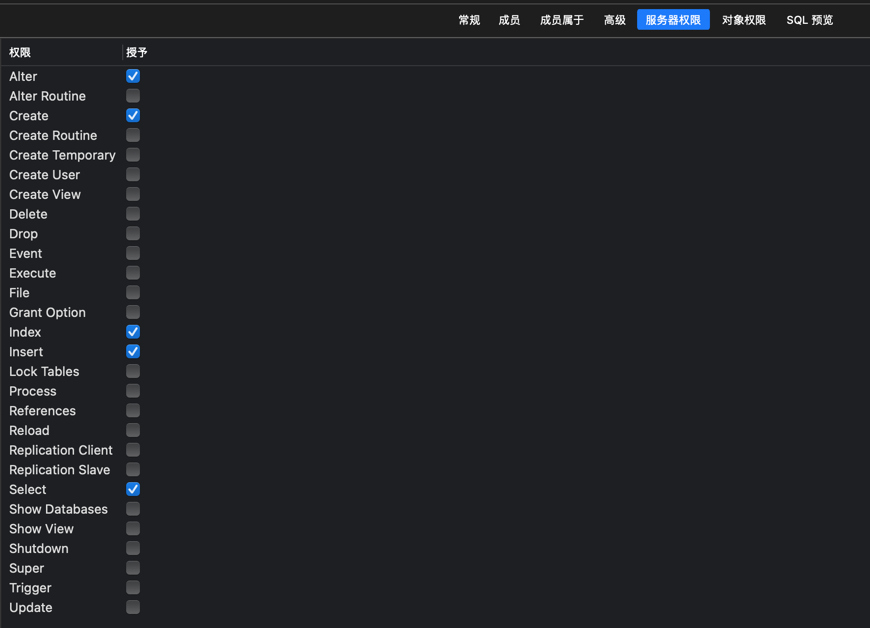 常规 成员 成员属于 高级 服务器权限 对象权限 SQL 预览
权限 授予
Alter
Alter Routine
Create
Create Routine
Create Temporary
Create User
Create View
Delete
Drop
Event
Execute
File
Grant Option
Index
Insert
Lock Tables
Process
References
Reload
Replication Client
Replication Slave
Select
Show Databases
Show View
Shutdown
Super
Trigger
Update